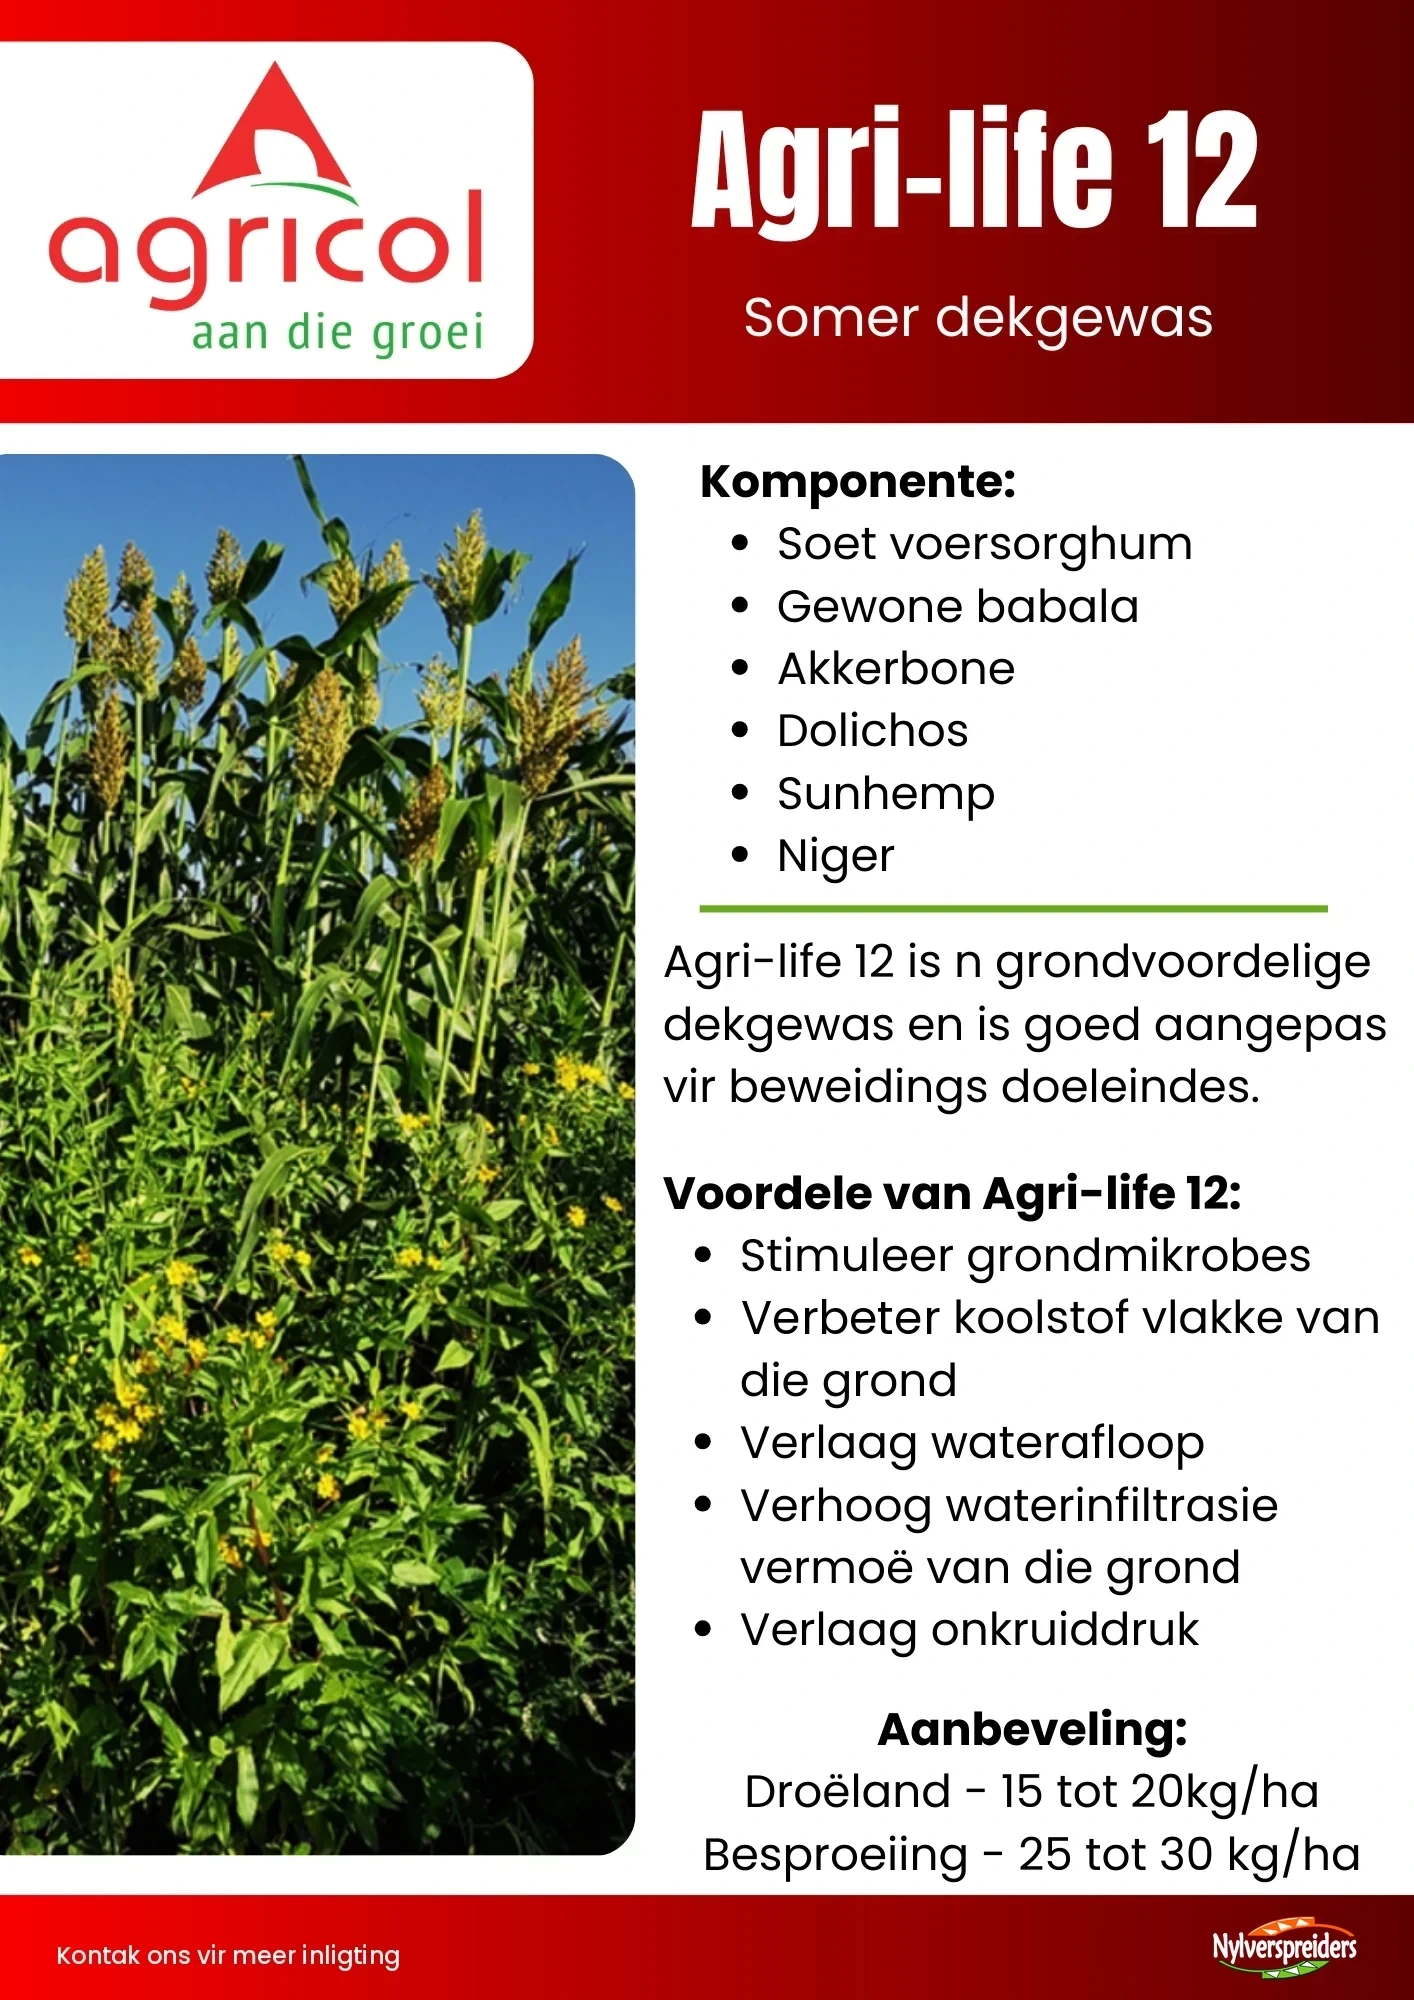 agricol
aan die groei
Agri-life 12
Somer dekgewas
Komponente:
• Soet voersorghum
• Gewone babala
• Akkerbone
• Dolichos
• Sunhemp
• Niger
Agri-life 12 is n grondvoordelige
dekgewas en is goed aangepas
vir beweidings doeleindes.
Voordele van Agri-life 12:
• Stimuleer grondmikrobes
• Verbeter koolstof vlakke van
die grond
• Verlaag waterafloop
• Verhoog waterinfiltrasie
vermoë van die grond
• Verlaag onkruiddruk
Aanbeveling:
Droëland - 15 tot 20kg/ha
Besproeiing - 25 tot 30 kg/ha
Kontak ons vir meer inligting
Nylverspreiders